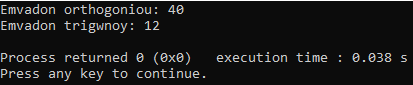 Emvadon orthogoniou: 40
Emvadon trigwnoy: 12
Process returned 0 (0x0)   execution time : 0.038 s
Press any key to continue.